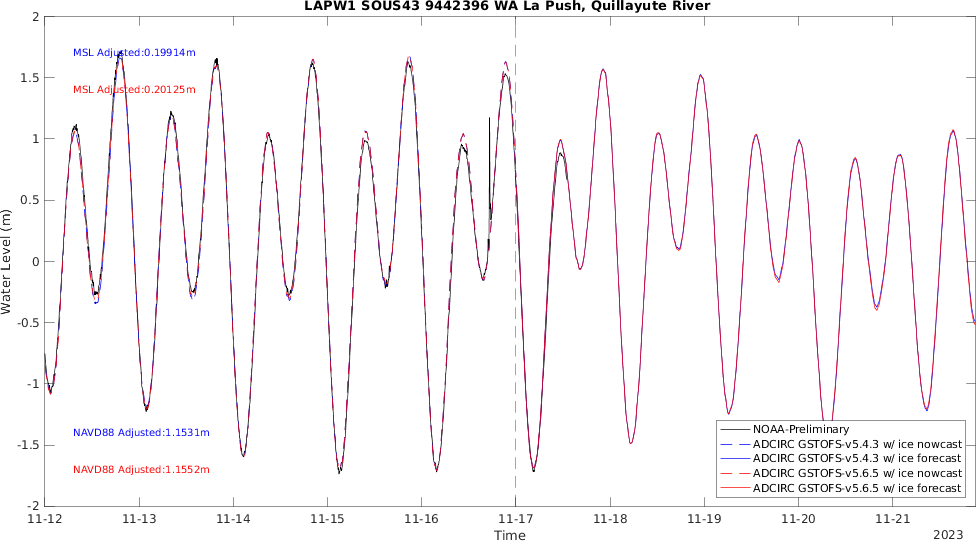 LAPW1 SOUS43 9442396 WA La Push, Quillayute River
2
1.5
1
0.5
0
-0.5
-1
-1.5
-2
Water Level (m)
MSL Adjusted:0.19914m
MSL Adjusted:0.20125m
NAVD88 Adjusted:1.1531m
NAVD88 Adjusted:1.1552m
NOAA-Preliminary
ADCIRC GSTOFS-v5.4.3 w/ ice nowcast
ADCIRC GSTOFS-v5.4.3 w/ ice forecast
ADCIRC GSTOFS-v5.6.5 w/ ice nowcast
ADCIRC GSTOFS-v5.6.5 w/ ice forecast
11-12 11-13 11-14 11-15 11-16 11-17 11-18 11-19 11-20 11-21
Time
2023